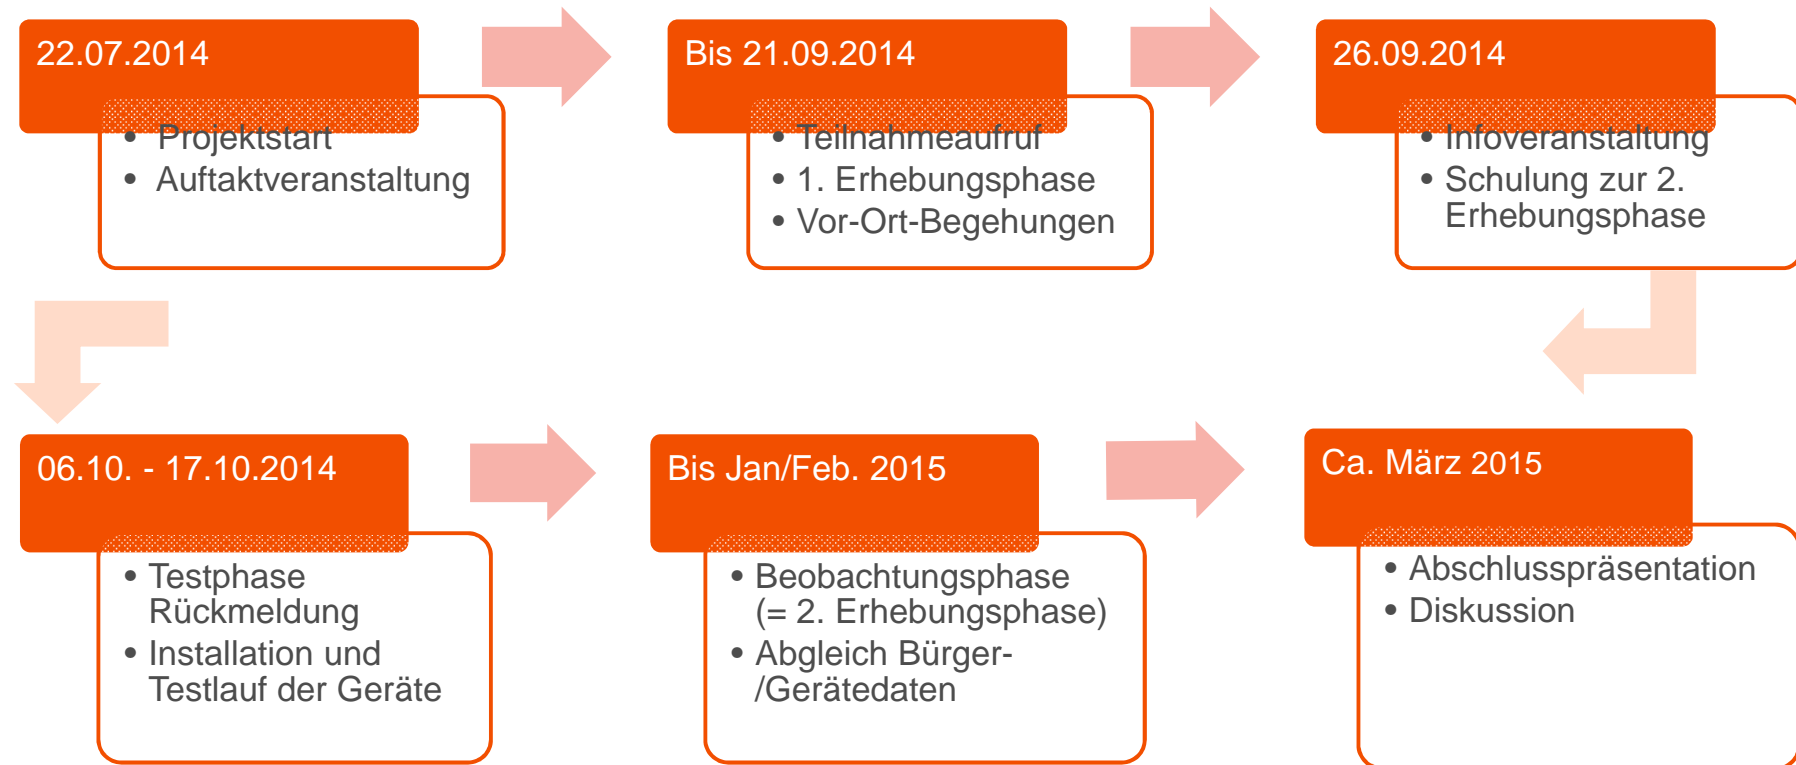 22.07.2014
• Projektstart
• Auftaktveranstaltung
Bis 21.09.2014
• Teilnahmeaufruf
• 1. Erhebungsphase
• Vor-Ort-Begehungen
26.09.2014
• Infoveranstaltung
• Schulung zur 2.
Erhebungsphase
06.10. - 17.10.2014
• Testphase
Rückmeldung
• Installation und
Testlauf der Geräte
Bis Jan/Feb. 2015
• Beobachtungsphase
(= 2. Erhebungsphase)
• Abgleich Bürger-
/Gerätedaten
Ca. März 2015
• Abschlusspräsentation
• Diskussion